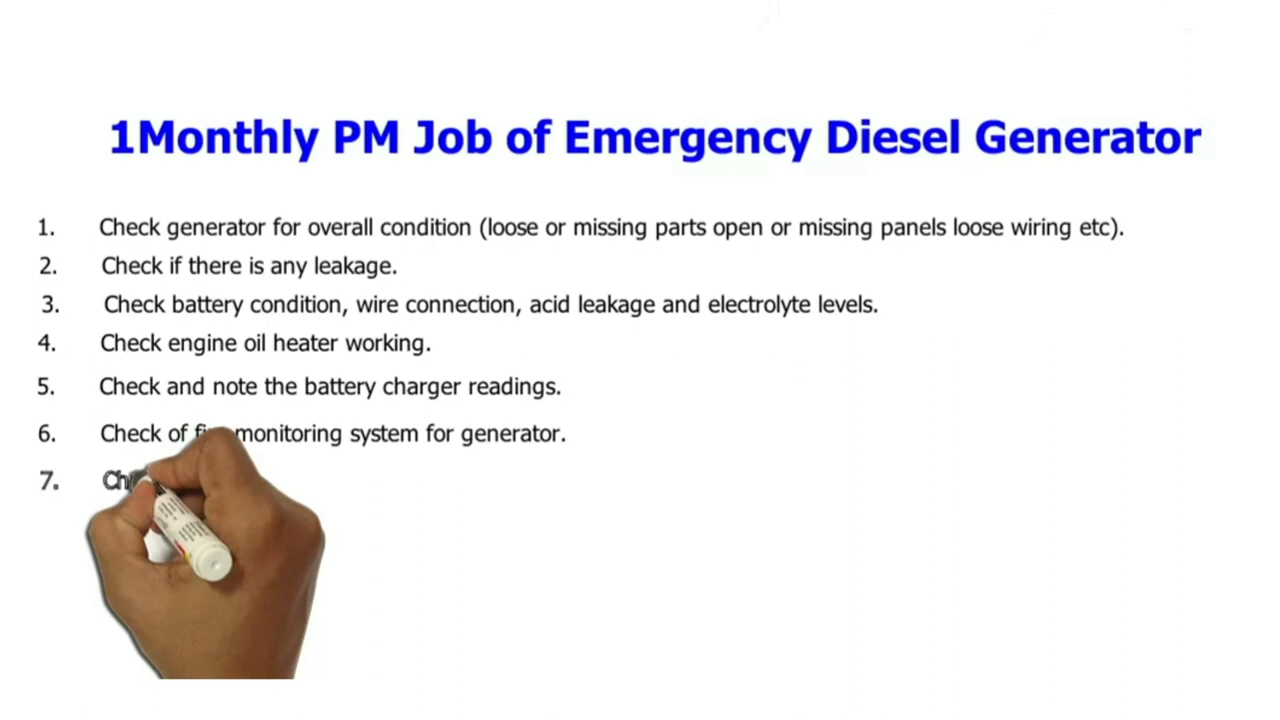 1Monthly PM Job of Emergency Diesel Generator
1. Check generator for overall condition (loose or missing parts open or missing panels loose wiring etc).
2. Check if there is any leakage.
3. Check battery condition, wire connection, acid leakage and electrolyte levels.
4. Check engine oil heater working.
5. Check and note the battery charger readings.
6. Check of monitoring system for generator.
7.